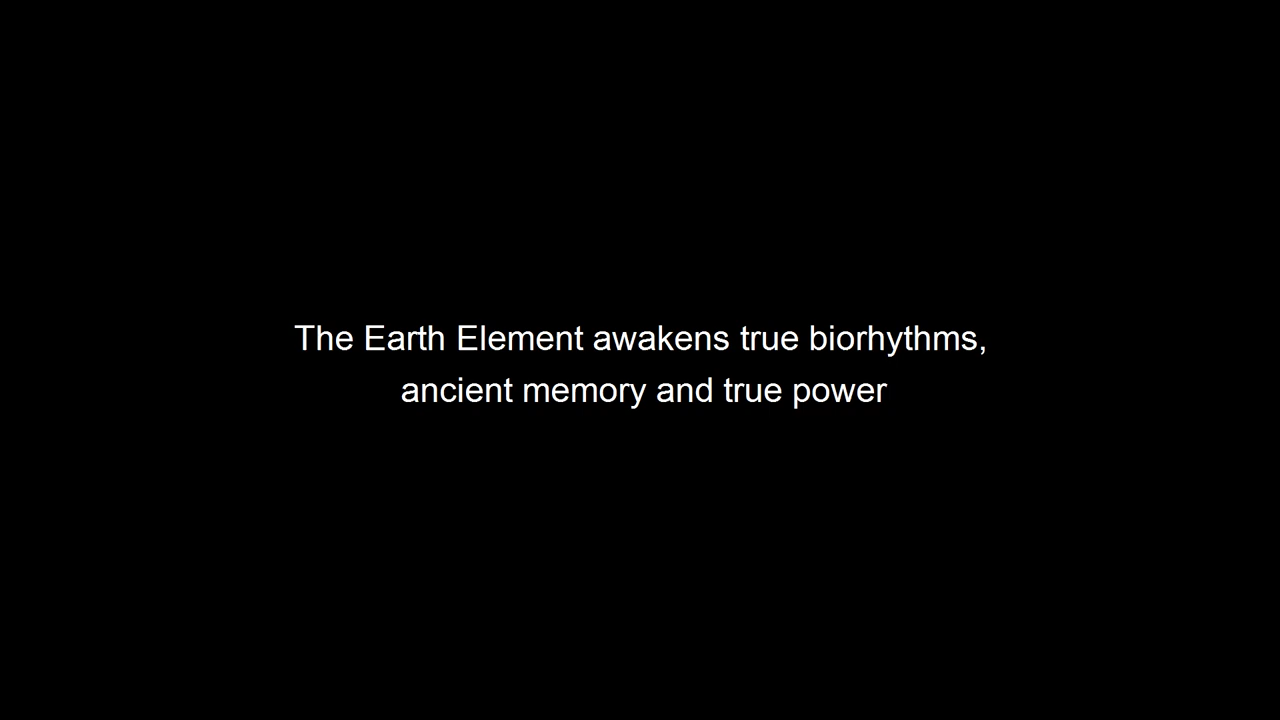 The Earth Element awakens true biorhythms,
ancient memory and true power